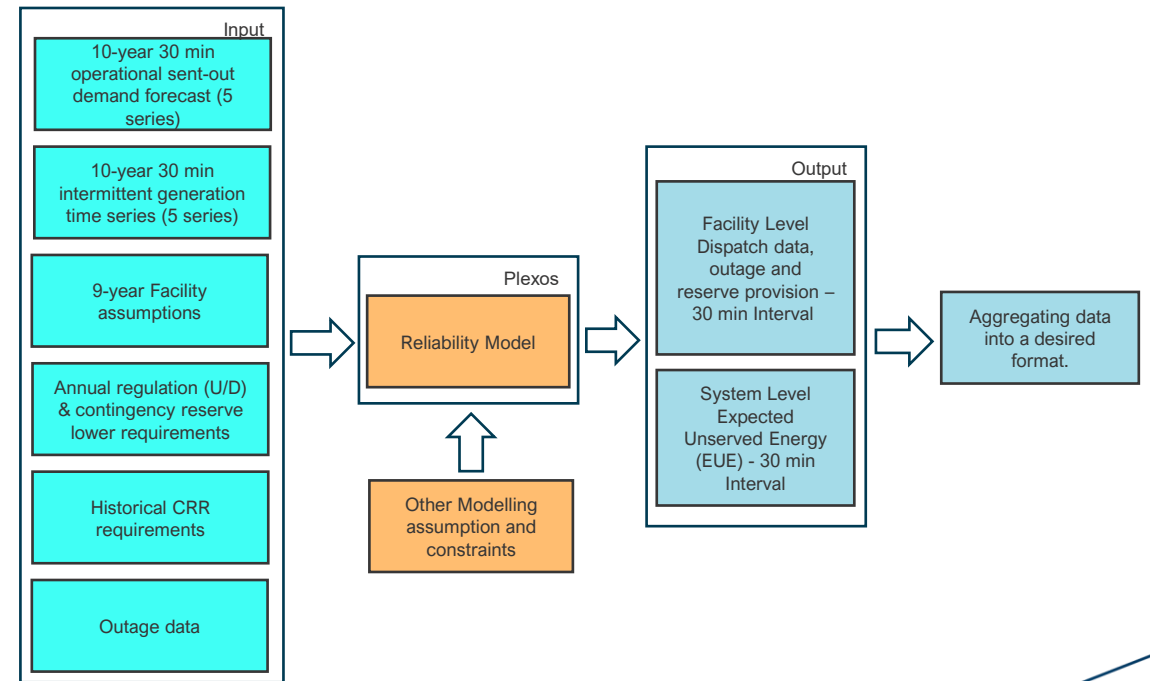 Input
10-year 30 min
operational sent-out
demand forecast (5
series)
10-year 30 min
intermittent generation
time series (5 series)
9-year Facility
assumptions
Annual regulation (U/D)
& contingency reserve
lower requirements
Historical CRR
requirements
Outage data
Plexos
Reliability Model
Other Modelling
assumption and
constraints
Output
Facility Level
Dispatch data,
outage and
reserve provision –
30 min Interval
System Level
Expected
Unserved Energy
(EUE) - 30 min
Interval
Aggregating data
into a desired
format.